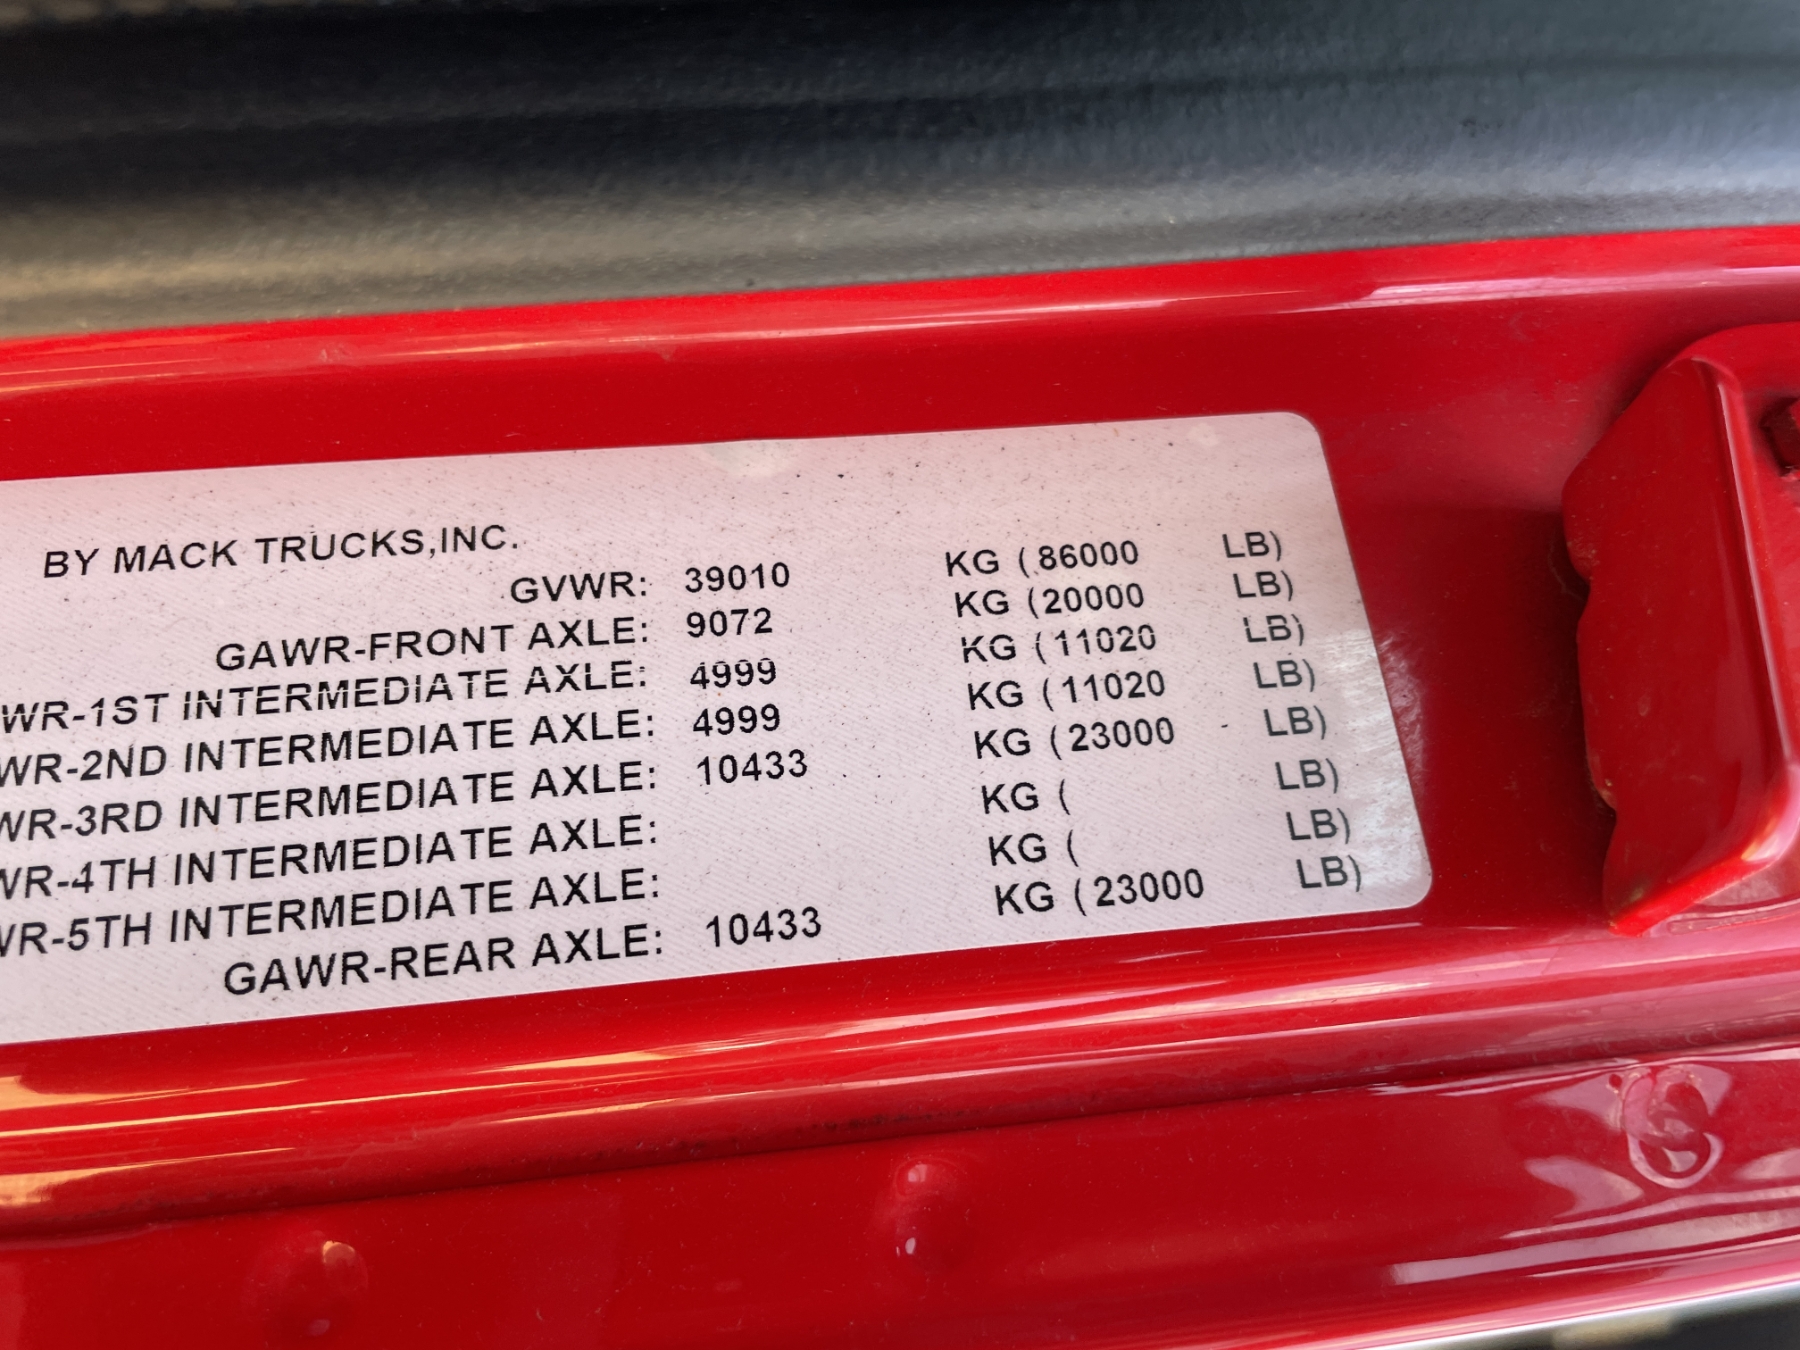 BY MACK TRUCKS,INC.
GVWR: 39010 KG (86000 LB)
GAWR-FRONT AXLE: 9072 KG (20000 LB)
WR-1ST INTERMEDIATE AXLE: 4999 KG (11020 LB)
WR-2ND INTERMEDIATE AXLE: 4999 KG (11020 LB)
WR-3RD INTERMEDIATE AXLE: 10433 KG (23000 LB)
WR-4TH INTERMEDIATE AXLE: KG ( LB)
WR-5TH INTERMEDIATE AXLE: KG ( LB)
GAWR-REAR AXLE: 10433 KG (23000 LB)